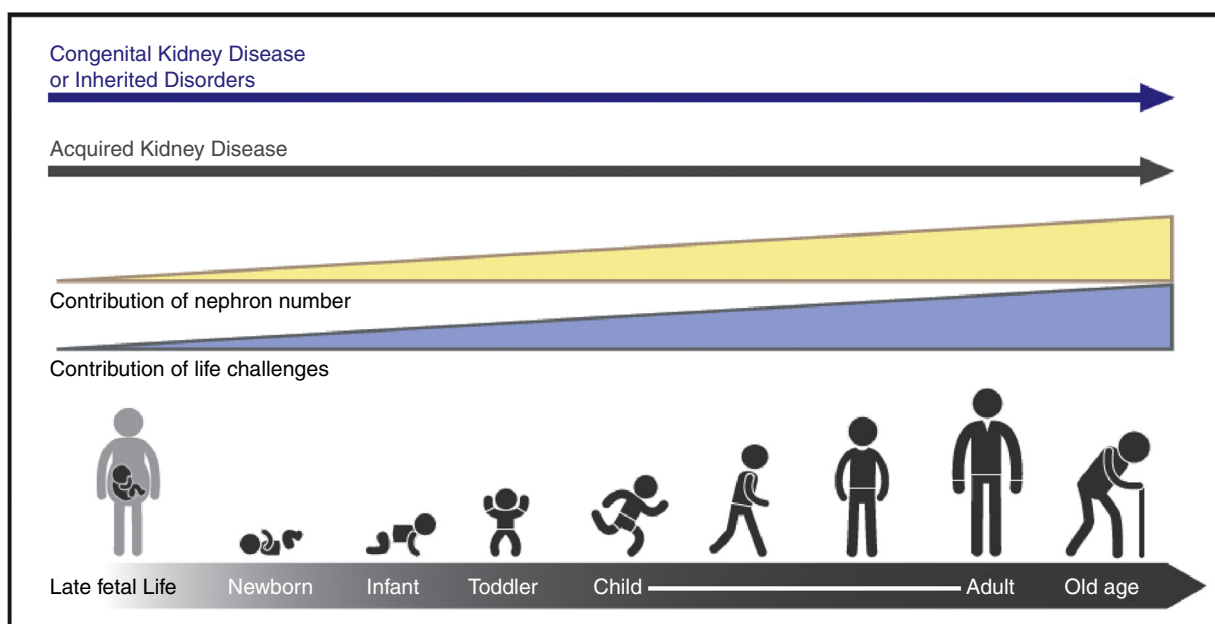 Congenital Kidney Disease
or Inherited Disorders
Acquired Kidney Disease
Contribution of nephron number
Contribution of life challenges
Late fetal Life Newborn Infant Toddler Child Adult Old age